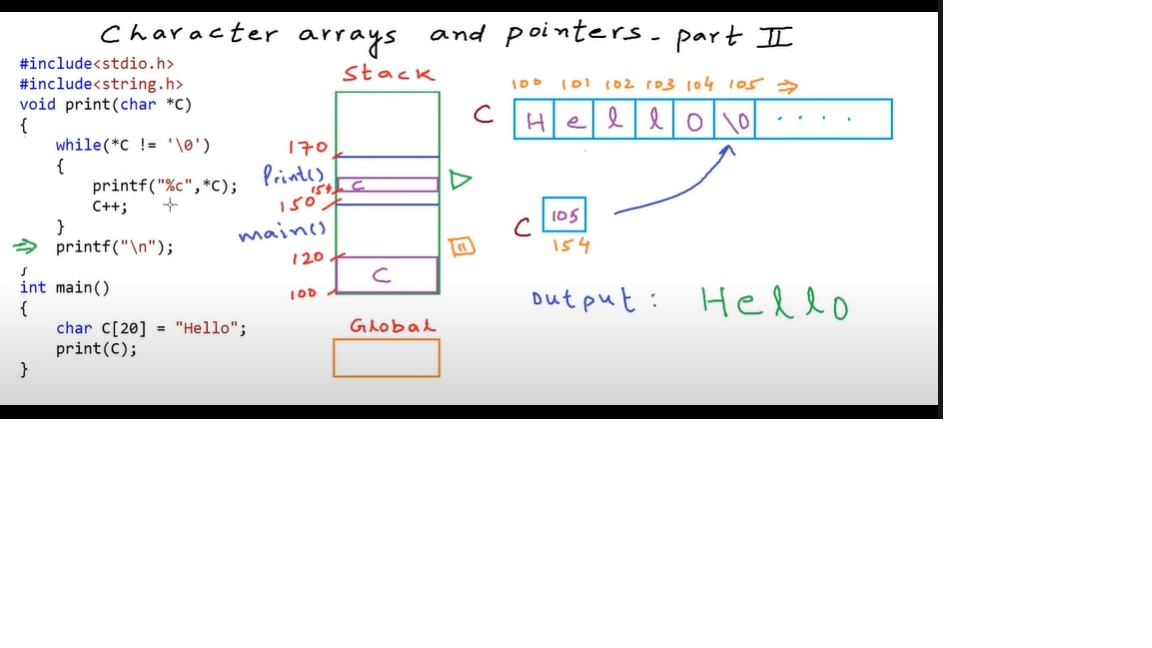 Character arrays and pointers - part II
#include<stdio.h>
#include<string.h>
void print(char *C)
{
while(*C != '\0')
{
printf("%c",*C);
C++;
}
printf("\n");
}
int main()
{
char C[20] = "Hello";
print(C);
}
Stack
170
Print()
154
C
150
main()
120
C
100
Global
100 101 102 103 104 105 ⇒
C H e l l O \0 . . . .
C 105
154
Output : Hello